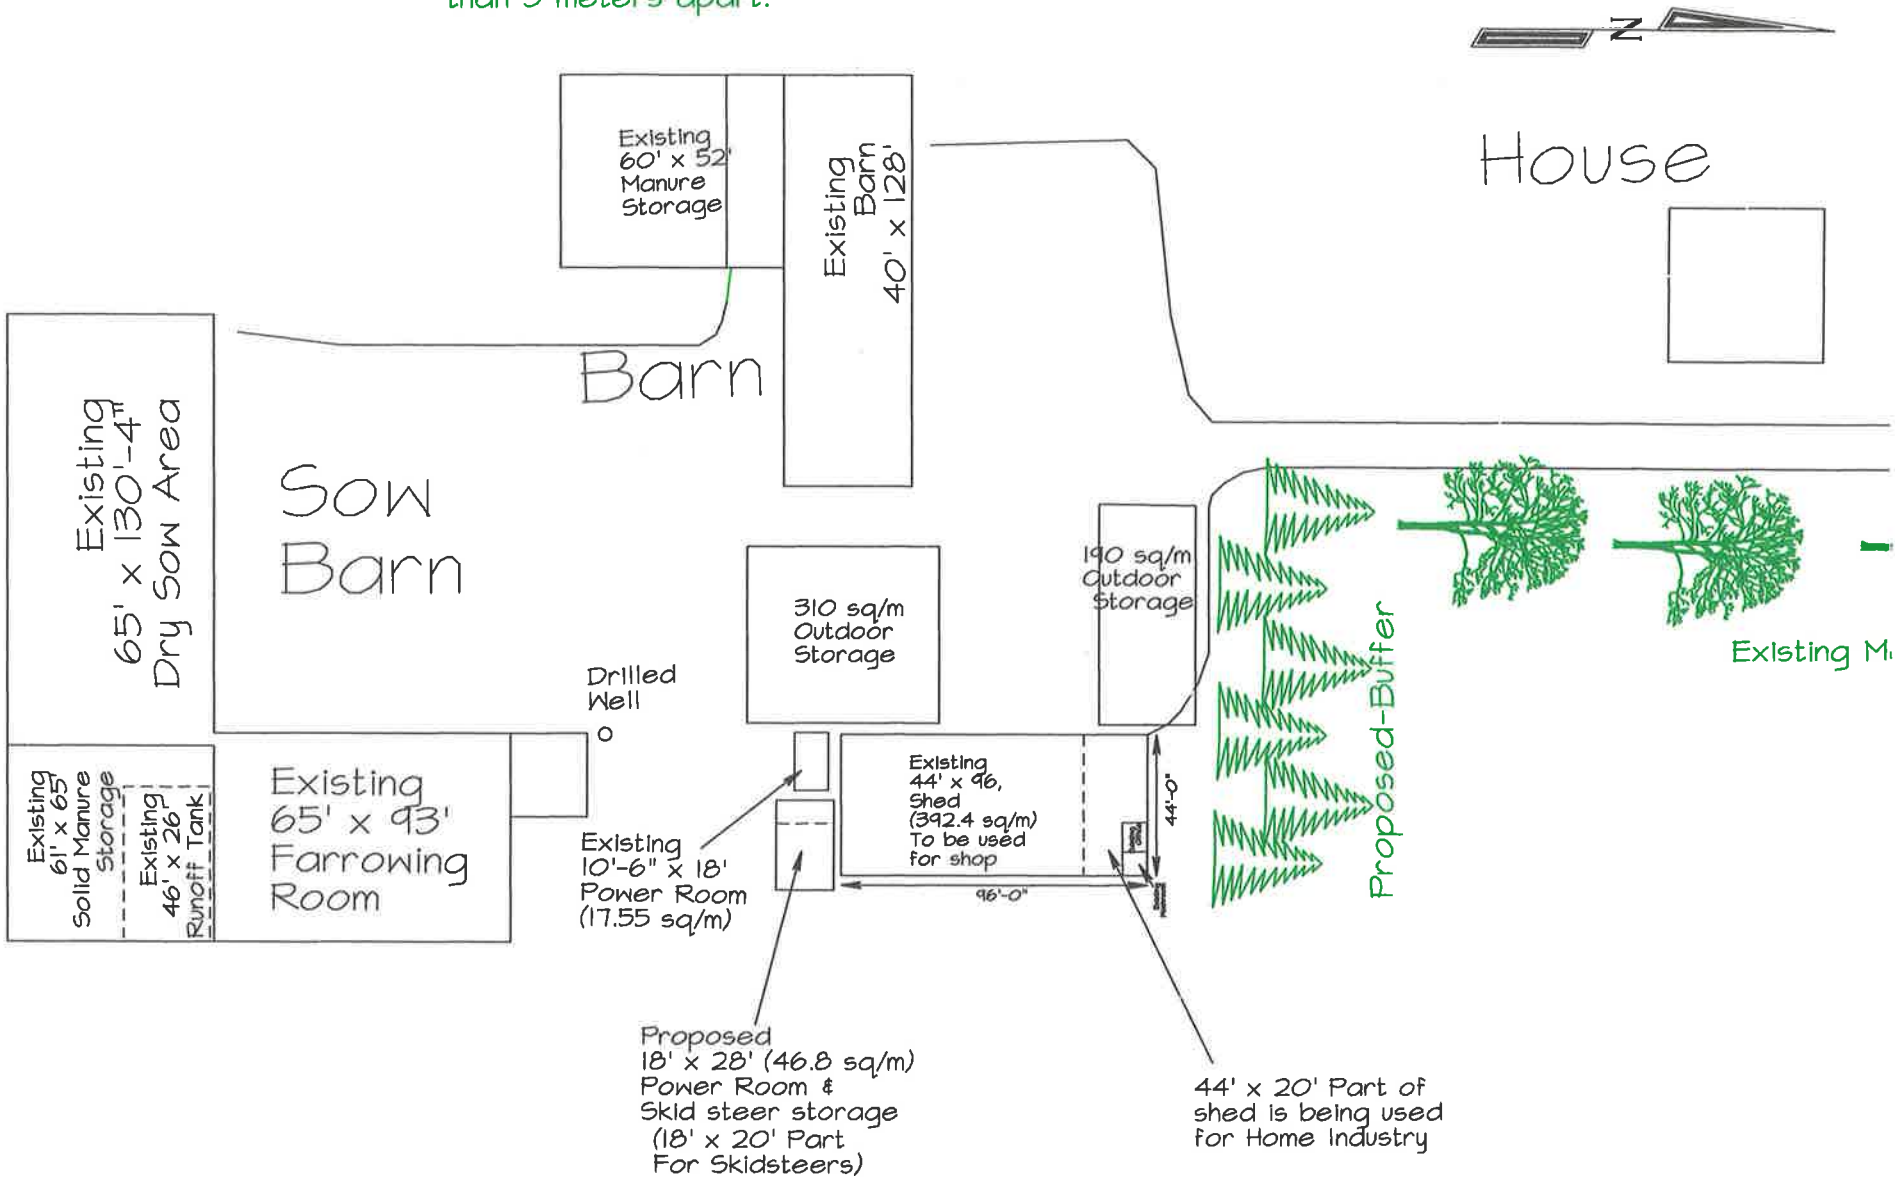 than 3 meters apart.
N
House
Existing
60' x 52'
Manure
Storage
Existing
Barn
40' x 128'
Barn
Existing
65' x 130'-4"
Dry Sow Area
Sow
Barn
310 sq/m
Outdoor
Storage
190 sq/m
Outdoor
Storage
Proposed-Buffer
Existing
Drilled
Well
Existing
61' x 65'
Solid Manure
Storage
Existing
46' x 26'
Runoff Tank
Existing
65' x 93'
Farrowing
Room
Existing
10'-6" x 18'
Power Room
(17.55 sq/m)
Existing
44' x 96,
Shed
(392.4 sq/m)
To be used
for shop
44'-0"
96'-0"
Proposed
18' x 28' (46.8 sq/m)
Power Room &
Skid steer storage
(18' x 20' Part
For Skidsteers)
44' x 20' Part of
shed is being used
for Home Industry